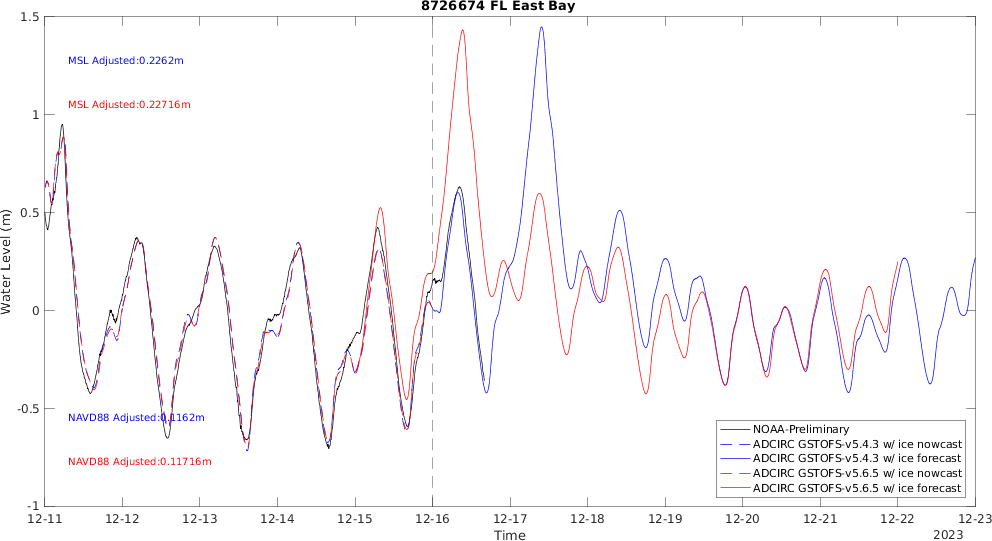 8726674 FL East Bay
1.5
MSL Adjusted:0.2262m
MSL Adjusted:0.22716m
1
0.5
Water Level (m)
0
-0.5
NAVD88 Adjusted:0.1162m
NAVD88 Adjusted:0.11716m
NOAA-Preliminary
ADCIRC GSTOFS-v5.4.3 w/ ice nowcast
ADCIRC GSTOFS-v5.4.3 w/ ice forecast
ADCIRC GSTOFS-v5.6.5 w/ ice nowcast
ADCIRC GSTOFS-v5.6.5 w/ ice forecast
-1
12-11 12-12 12-13 12-14 12-15 12-16 12-17 12-18 12-19 12-20 12-21 12-22 12-23
Time
2023